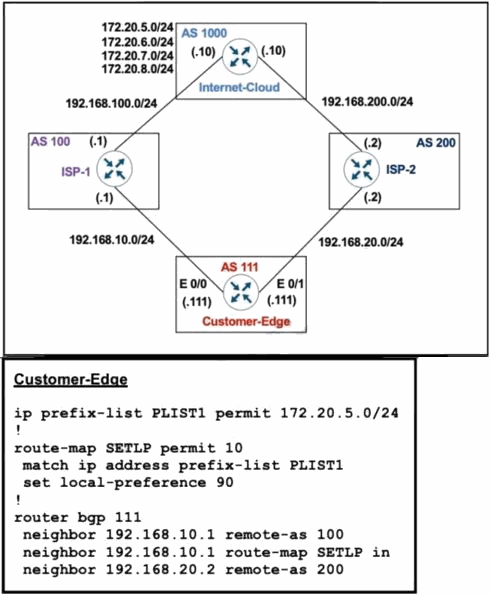 172.20.5.0/24
172.20.6.0/24
172.20.7.0/24
172.20.8.0/24
AS 1000
(.10)
(.10)
Internet-Cloud
192.168.100.0/24
192.168.200.0/24
AS 100
(.1)
ISP-1
(.1)
(.2)
AS 200
ISP-2
(.2)
192.168.10.0/24
192.168.20.0/24
AS 111
E 0/0
E 0/1
(.111)
(.111)
Customer-Edge
Customer-Edge
ip prefix-list PLIST1 permit 172.20.5.0/24
!
route-map SETLP permit 10
match ip address prefix-list PLIST1
set local-preference 90
!
router bgp 111
neighbor 192.168.10.1 remote-as 100
neighbor 192.168.10.1 route-map SETLP in
neighbor 192.168.20.2 remote-as 200